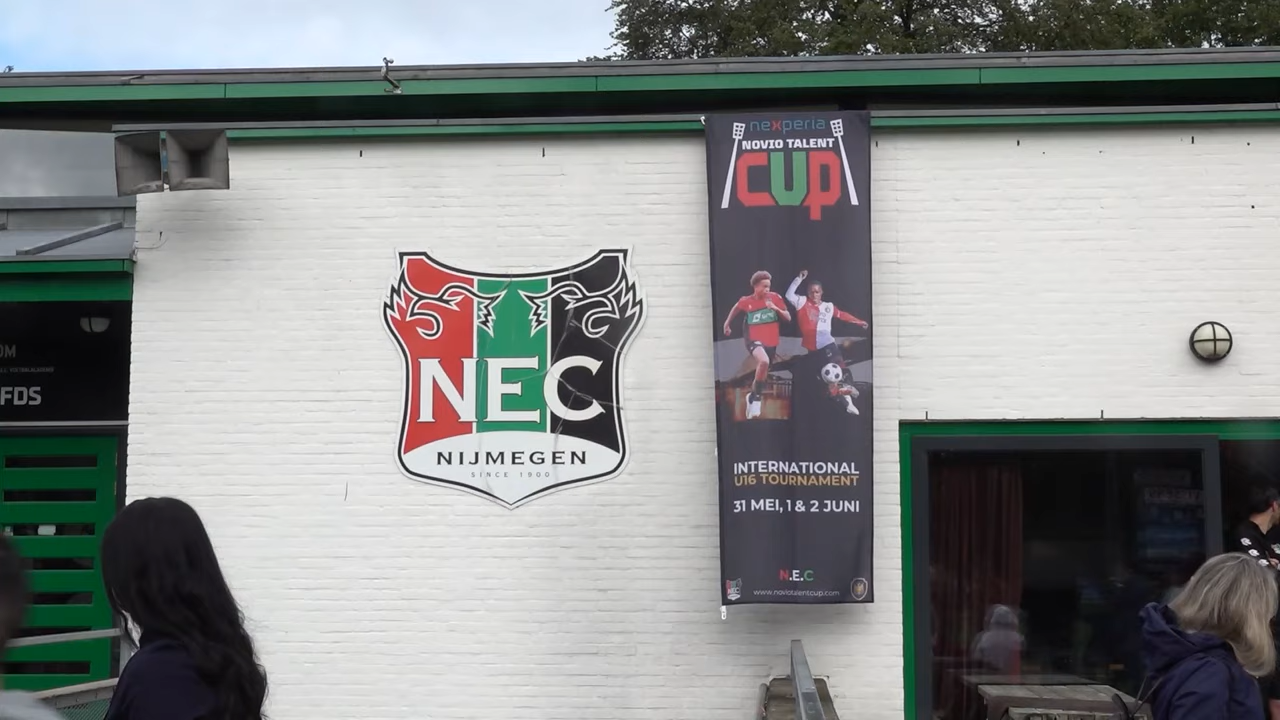 NEC
NIJMEGEN
SINCE 1900
nexperia
NOVIO TALENT
CUP
INTERNATIONAL
U16 TOURNAMENT
31 MEI, 1 & 2 JUNI
N.E.C
NEC
www.noviotalentcup.com
OM
FDS